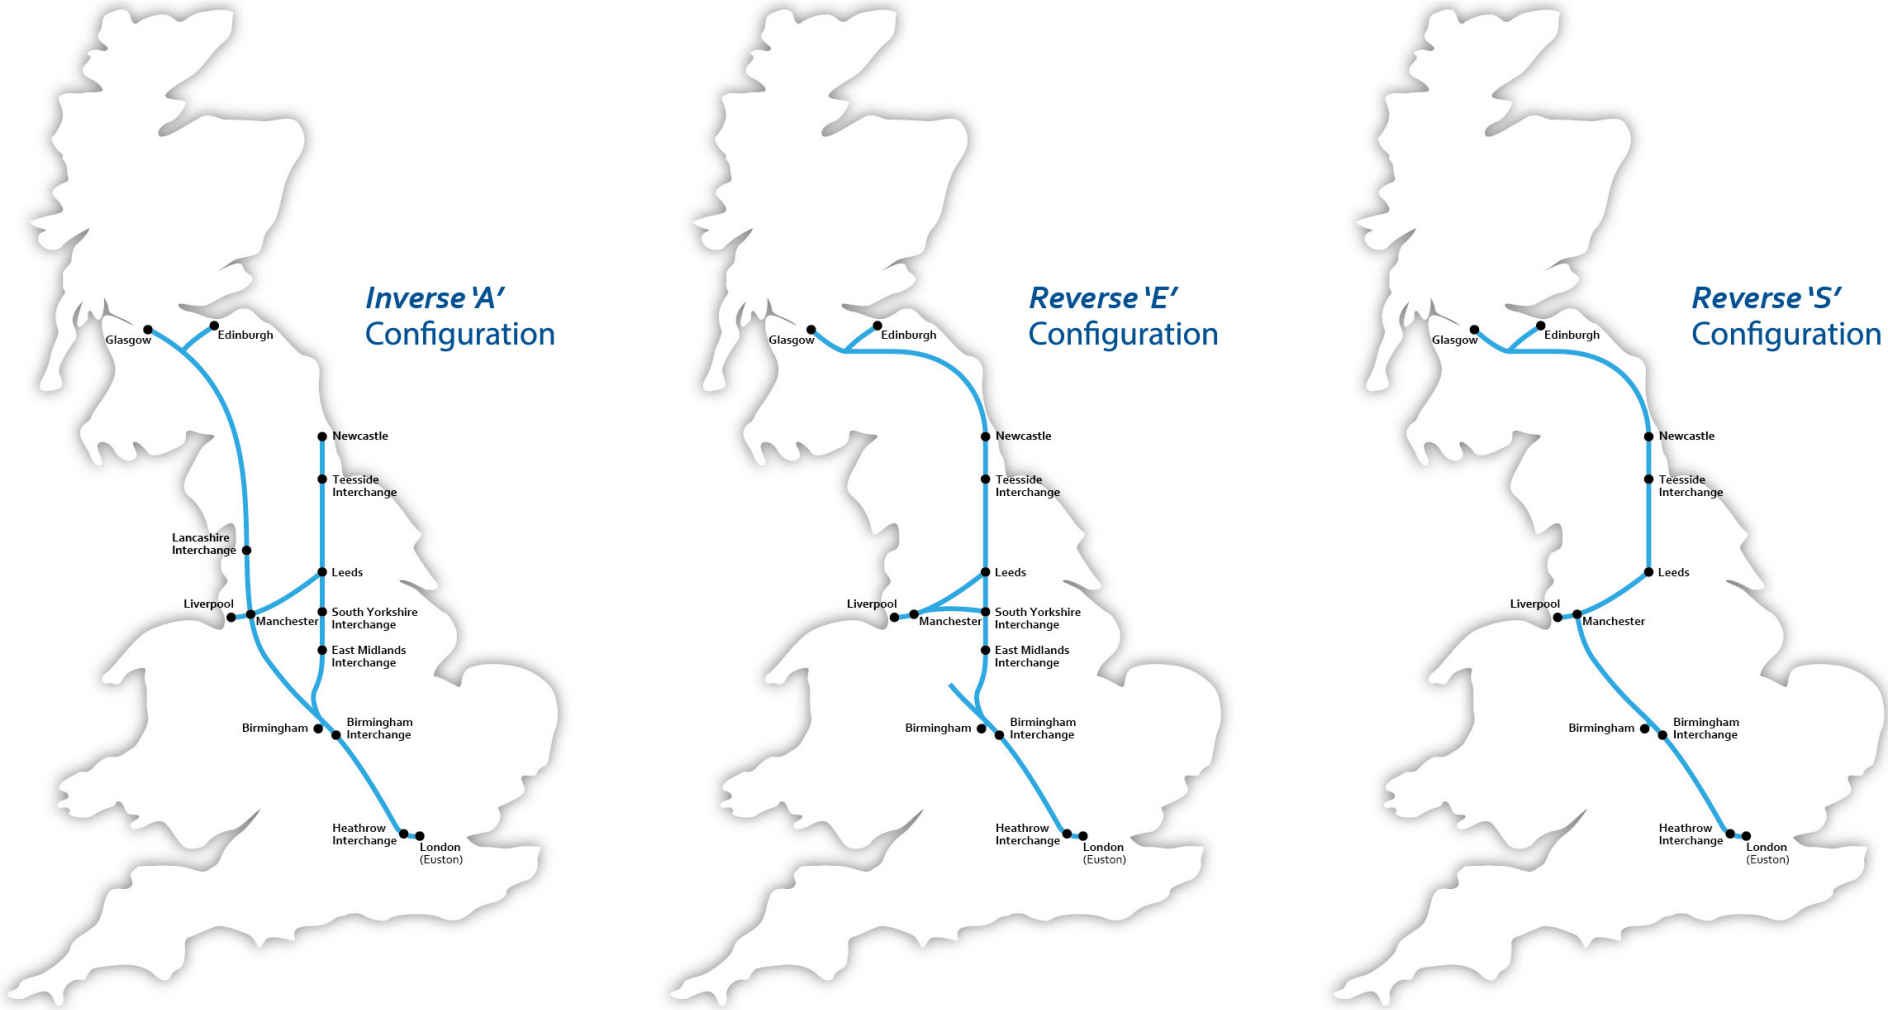 Inverse ‘A’
Configuration
Glasgow
Edinburgh
Newcastle
Teesside
Interchange
Lancashire
Interchange
Leeds
Liverpool
Manchester
South Yorkshire
Interchange
East Midlands
Interchange
Birmingham
Birmingham
Interchange
Heathrow
Interchange
London
(Euston)
Reverse ‘E’
Configuration
Glasgow
Edinburgh
Newcastle
Teesside
Interchange
Leeds
Liverpool
Manchester
South Yorkshire
Interchange
East Midlands
Interchange
Birmingham
Birmingham
Interchange
Heathrow
Interchange
London
(Euston)
Reverse ‘S’
Configuration
Glasgow
Edinburgh
Newcastle
Teesside
Interchange
Leeds
Liverpool
Manchester
Birmingham
Birmingham
Interchange
Heathrow
Interchange
London
(Euston)